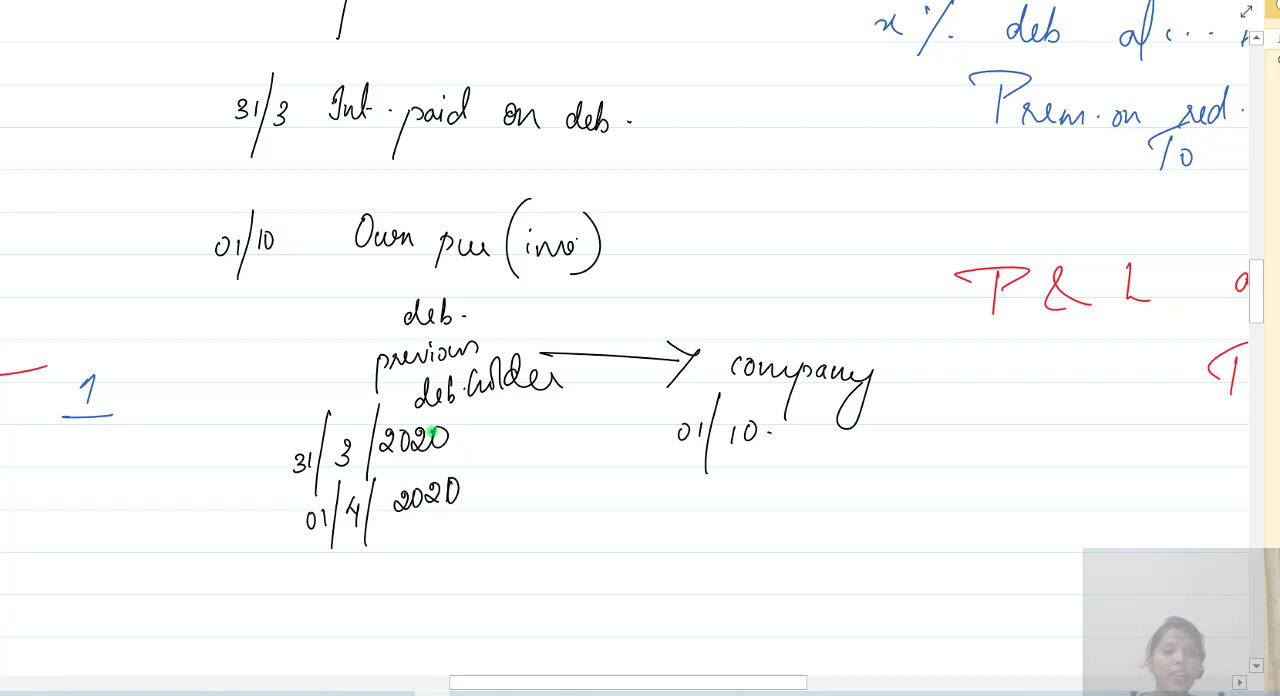 x % deb a/c...
31/3 Int. paid on deb.
Prem. on red.
To
01/10 Own pur (inv)
deb.
P & L a
previous
deb. holder → company
1
31/3/2020
01/10.
01/4/2020